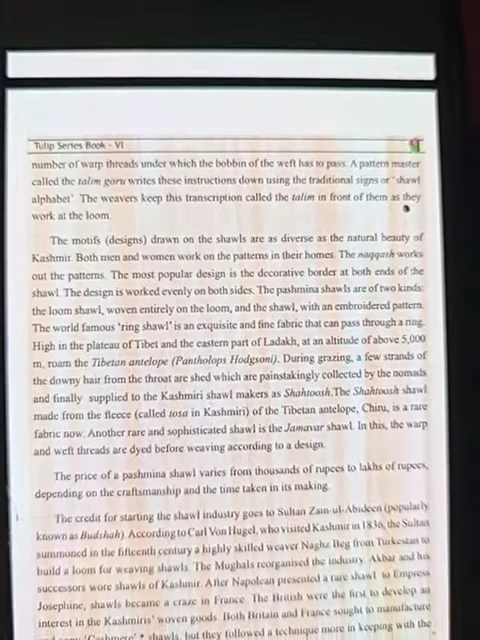 Tulip Series Book - VI
number of warp threads under which the bobbin of the weft has to pass. A pattern master
called the talim goru writes these instructions down using the traditional signs or 'shawl
alphabet' The weavers keep this transcription called the talim in front of them as they
work at the loom.
The motifs (designs) drawn on the shawls are as diverse as the natural beauty of
Kashmir. Both men and women work on the patterns in their homes. The naqqash works
out the patterns. The most popular design is the decorative border at both ends of the
shawl. The design is worked evenly on both sides. The pashmina shawls are of two kinds:
the loom shawl, woven entirely on the loom, and the shawl, with an embroidered pattern.
The world famous 'ring shawl' is an exquisite and fine fabric that can pass through a ring.
High in the plateau of Tibet and the eastern part of Ladakh, at an altitude of above 5,000
m, roam the Tibetan antelope (Pantholops Hodgsoni). During grazing, a few strands of
the downy hair from the throat are shed which are painstakingly collected by the nomads
and finally supplied to the Kashmiri shawl makers as Shahtoosh.The Shahtoosh shawl
made from the fleece (called tosa in Kashmiri) of the Tibetan antelope, Chiru, is a rare
fabric now. Another rare and sophisticated shawl is the Jamavar shawl. In this, the warp
and weft threads are dyed before weaving according to a design.
The price of a pashmina shawl varies from thousands of rupees to lakhs of rupees,
depending on the craftsmanship and the time taken in its making.
The credit for starting the shawl industry goes to Sultan Zain-ul-Abideen (popularly
known as Budshah). According to Carl Von Hugel, who visited Kashmir in 1836, the Sultan
summoned in the fifteenth century a highly skilled weaver Naghz Beg from Turkestan to
build a loom for weaving shawls. The Mughals reorganised the industry. Akbar and his
successors wore shawls of Kashmir. After Napolean presented a rare shawl to Empress
Josephine, shawls became a craze in France. The British were the first to develop an
interest in the Kashmiris' woven goods. Both Britain and France sought to manufacture
'Cashmere' shawls, but they followed a technique more in keeping with the